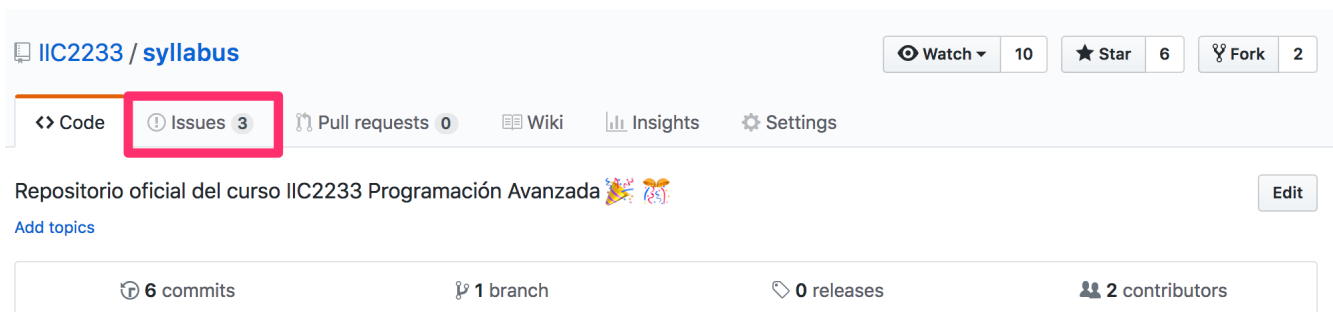 IIC2233 / syllabus Watch 10 Star 6 Fork 2
<> Code Issues 3 Pull requests 0 Wiki Insights Settings
Repositorio oficial del curso IIC2233 Programación Avanzada 🎉 🎊 Edit
Add topics
6 commits 1 branch 0 releases 2 contributors